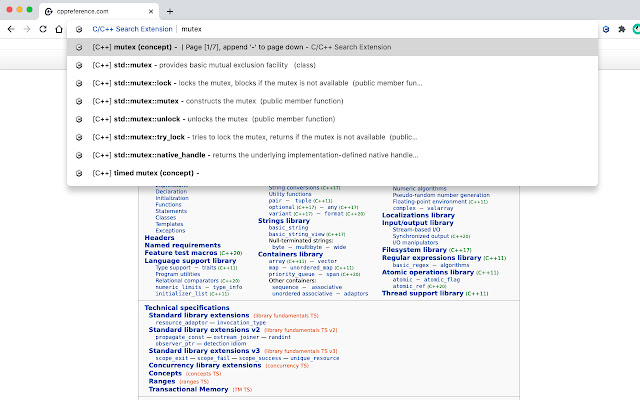 cppreference.com
C/C++ Search Extension | mutex
[C++] mutex (concept) - | Page [1/7], append '-' to page down - C/C++ Search Extension
[C++] std::mutex - provides basic mutual exclusion facility (class)
[C++] std::mutex::lock - locks the mutex, blocks if the mutex is not available (public member fun...
[C++] std::mutex::mutex - constructs the mutex (public member function)
[C++] std::mutex::unlock - unlocks the mutex (public member function)
[C++] std::mutex::try_lock - tries to lock the mutex, returns if the mutex is not available (public...
[C++] std::mutex::native_handle - returns the underlying implementation-defined native handle...
[C++] timed mutex (concept) -
Declaration
Initialization
Functions
Statements
Classes
Templates
Exceptions
Headers
Named requirements
Feature test macros (C++20)
Language support library
Type support — traits (C++11)
Program utilities
Relational comparators (C++20)
numeric_limits — type_info
initializer_list (C++11)
String conversions (C++17)
Utility functions
pair — tuple (C++11)
optional (C++17) — any (C++17)
variant (C++17) — format (C++20)
Strings library
basic_string
basic_string_view (C++17)
Null-terminated strings:
byte — multibyte — wide
Containers library
array (C++11) — vector
map — unordered_map (C++11)
priority_queue — span (C++20)
Other containers:
sequence — associative
unordered associative — adaptors
Numeric algorithms
Pseudo-random number generation
Floating-point environment (C++11)
complex — valarray
Localizations library
Input/output library
Stream-based I/O
Synchronized output (C++20)
I/O manipulators
Filesystem library (C++17)
Regular expressions library (C++11)
basic_regex — algorithms
Atomic operations library (C++11)
atomic — atomic_flag
atomic_ref (C++20)
Thread support library (C++11)
Technical specifications
Standard library extensions (library fundamentals TS)
resource_adaptor — invocation_type
Standard library extensions v2 (library fundamentals TS v2)
propagate_const — ostream_joiner — randint
observer_ptr — detection idiom
Standard library extensions v3 (library fundamentals TS v3)
scope_exit — scope_fail — scope_success — unique_resource
Concurrency library extensions (concurrency TS)
Concepts (concepts TS)
Ranges (ranges TS)
Transactional Memory (TM TS)